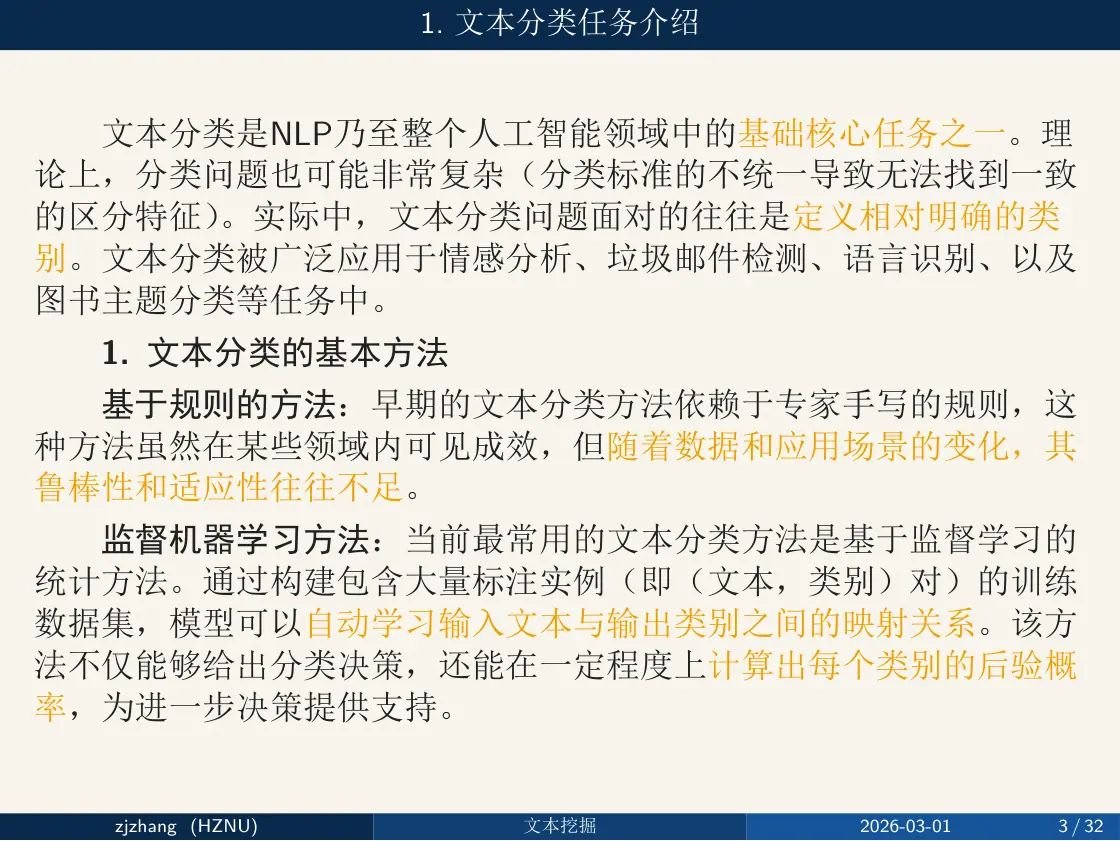 1. 文本分类任务介绍
文本分类是NLP乃至整个人工智能领域中的基础核心任务之一。理
论上，分类问题也可能非常复杂（分类标准的不统一导致无法找到一致
的区分特征）。实际中，文本分类问题面对的往往是定义相对明确的类
别。文本分类被广泛应用于情感分析、垃圾邮件检测、语言识别、以及
图书主题分类等任务中。
1. 文本分类的基本方法
基于规则的方法：早期的文本分类方法依赖于专家手写的规则，这
种方法虽然在某些领域内可见成效，但随着数据和应用场景的变化，其
鲁棒性和适应性往往不足。
监督机器学习方法：当前最常用的文本分类方法是基于监督学习的
统计方法。通过构建包含大量标注实例（即（文本，类别）对）的训练
数据集，模型可以自动学习输入文本与输出类别之间的映射关系。该方
法不仅能够给出分类决策，还能在一定程度上计算出每个类别的后验概
率，为进一步决策提供支持。
zjzhang (HZNU) 文本挖掘 2026-03-01 3 / 32